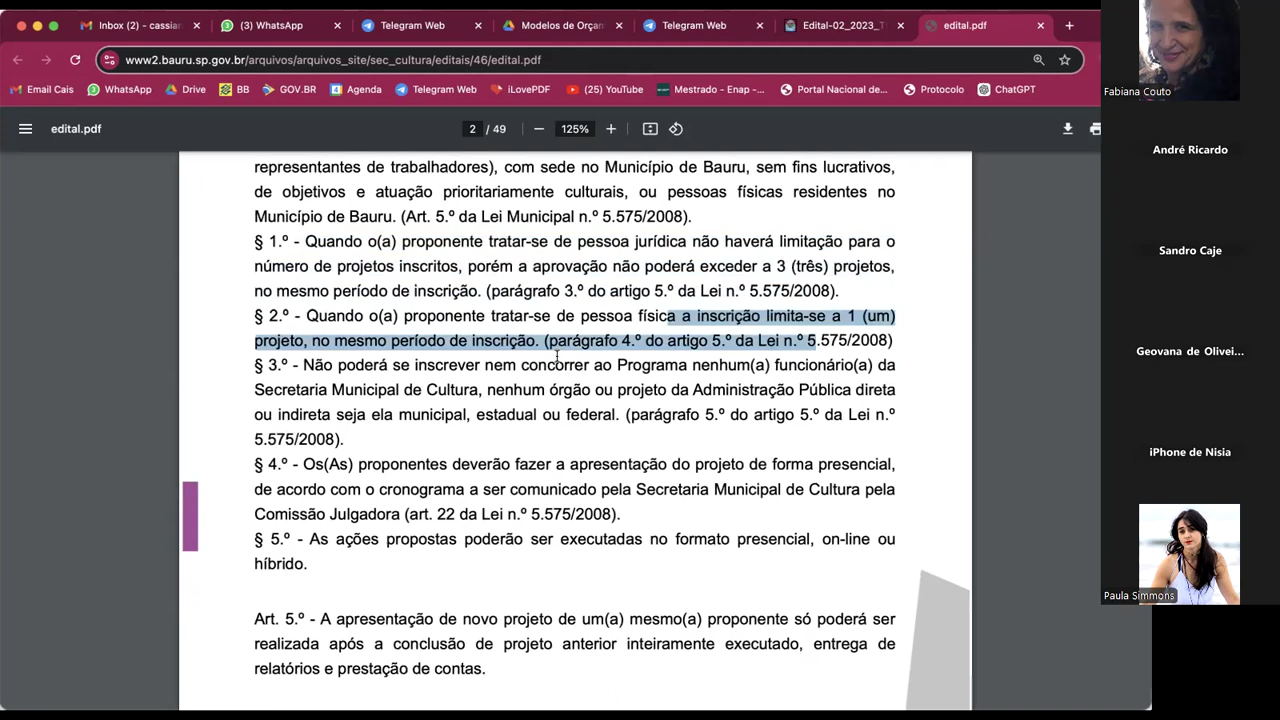 Inbox (2) - cassian
(3) WhatsApp
Telegram Web
Modelos de Orçan
Telegram Web
Edital-02_2023_T
edital.pdf
www2.bauru.sp.gov.br/arquivos/arquivos_site/sec_cultura/editais/46/edital.pdf
Email Cais
WhatsApp
Drive
BB
GOV.BR
Agenda
Telegram Web
iLovePDF
(25) YouTube
Mestrado - Enap -...
Portal Nacional de...
Protocolo
ChatGPT
edital.pdf
2 / 49
125%
representantes de trabalhadores), com sede no Município de Bauru, sem fins lucrativos,
de objetivos e atuação prioritariamente culturais, ou pessoas físicas residentes no
Município de Bauru. (Art. 5.º da Lei Municipal n.º 5.575/2008).
§ 1.º - Quando o(a) proponente tratar-se de pessoa jurídica não haverá limitação para o
número de projetos inscritos, porém a aprovação não poderá exceder a 3 (três) projetos,
no mesmo período de inscrição. (parágrafo 3.º do artigo 5.º da Lei n.º 5.575/2008).
§ 2.º - Quando o(a) proponente tratar-se de pessoa física a inscrição limita-se a 1 (um)
projeto, no mesmo período de inscrição. (parágrafo 4.º do artigo 5.º da Lei n.º 5.575/2008)
§ 3.º - Não poderá se inscrever nem concorrer ao Programa nenhum(a) funcionário(a) da
Secretaria Municipal de Cultura, nenhum órgão ou projeto da Administração Pública direta
ou indireta seja ela municipal, estadual ou federal. (parágrafo 5.º do artigo 5.º da Lei n.º
5.575/2008).
§ 4.º - Os(As) proponentes deverão fazer a apresentação do projeto de forma presencial,
de acordo com o cronograma a ser comunicado pela Secretaria Municipal de Cultura pela
Comissão Julgadora (art. 22 da Lei n.º 5.575/2008).
§ 5.º - As ações propostas poderão ser executadas no formato presencial, on-line ou
híbrido.
Art. 5.º - A apresentação de novo projeto de um(a) mesmo(a) proponente só poderá ser
realizada após a conclusão de projeto anterior inteiramente executado, entrega de
relatórios e prestação de contas.
Fabiana Couto
André Ricardo
Sandro Caje
Geovana de Olivei...
iPhone de Nisia
Paula Simmons